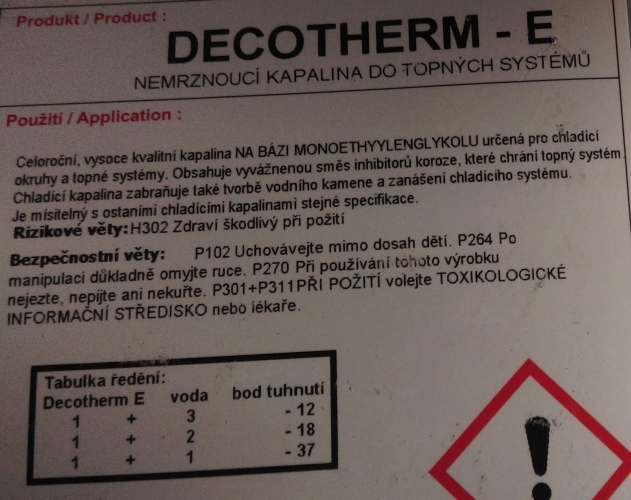 Produkt / Product :
DECOTHERM - E
NEMRZNOUCÍ KAPALINA DO TOPNÝCH SYSTÉMŮ
Použití / Application :
Celoroční, vysoce kvalitní kapalina NA BÁZI MONOETHYYLENGLYKOLU určená pro chladící
okruhy a topné systémy. Obsahuje vyváženou směs inhibitorů koroze, které chrání topný systém
Chladící kapalina zabraňuje také tvorbě vodního kamene a zanášení chladícího systému.
Je mísitelný s ostaními chladícími kapalinami stejné specifikace.
Rizikové věty: H302 Zdraví škodlivý při požití
Bezpečnostní věty: P102 Uchovávejte mimo dosah dětí. P264 Po
manipulaci důkladně omyjte ruce. P270 Při používání tohoto výrobku
nejezte, nepijte ani nekuřte. P301+P311PŘI POŽITÍ volejte TOXIKOLOGICKÉ
INFORMAČNÍ STŘEDISKO nebo lékaře.
Tabulka ředění:
Decotherm E voda bod tuhnutí
1 + 3 - 12
1 + 2 - 18
1 + 1 - 37